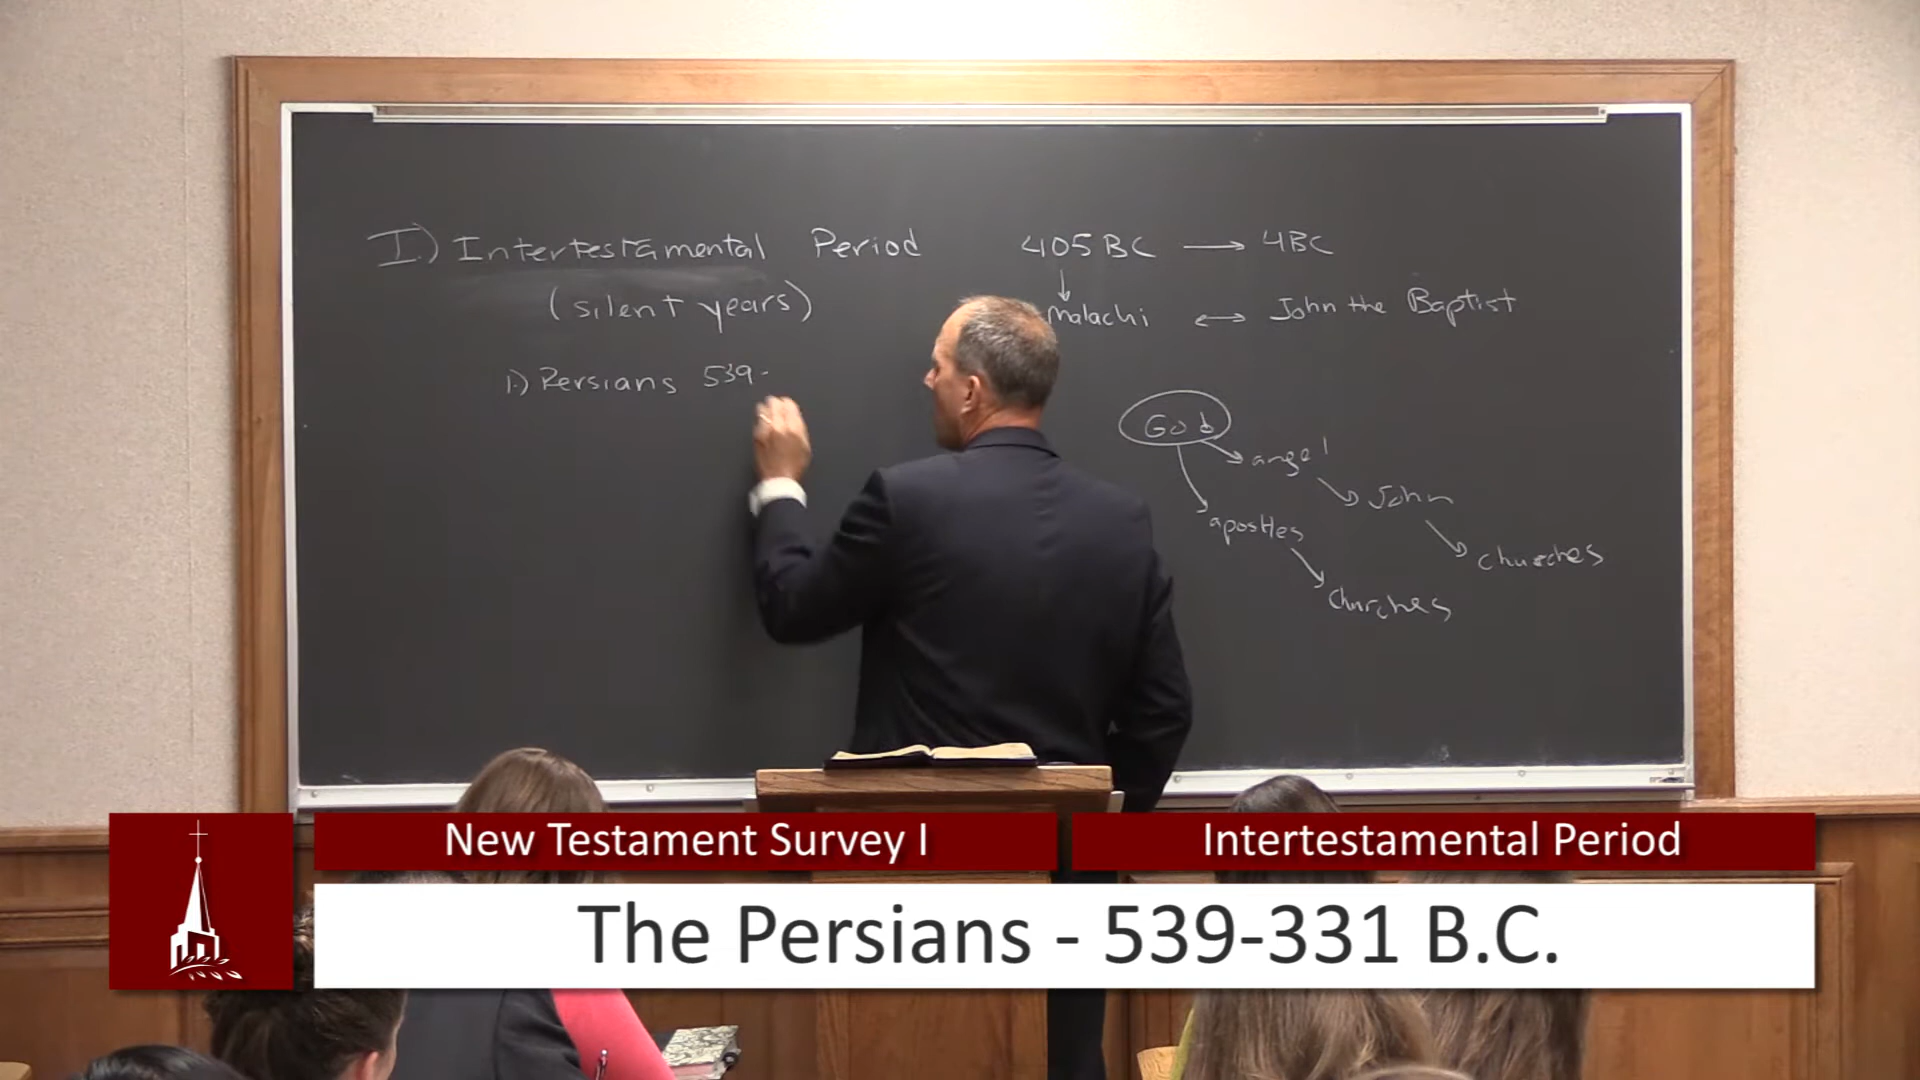 I.) Intertestamental Period 405 BC → 4BC
(silent years) Malachi ↔ John the Baptist
1.) Persians 539-
God
angel
John
apostles
churches
churches
New Testament Survey I
Intertestamental Period
The Persians - 539-331 B.C.